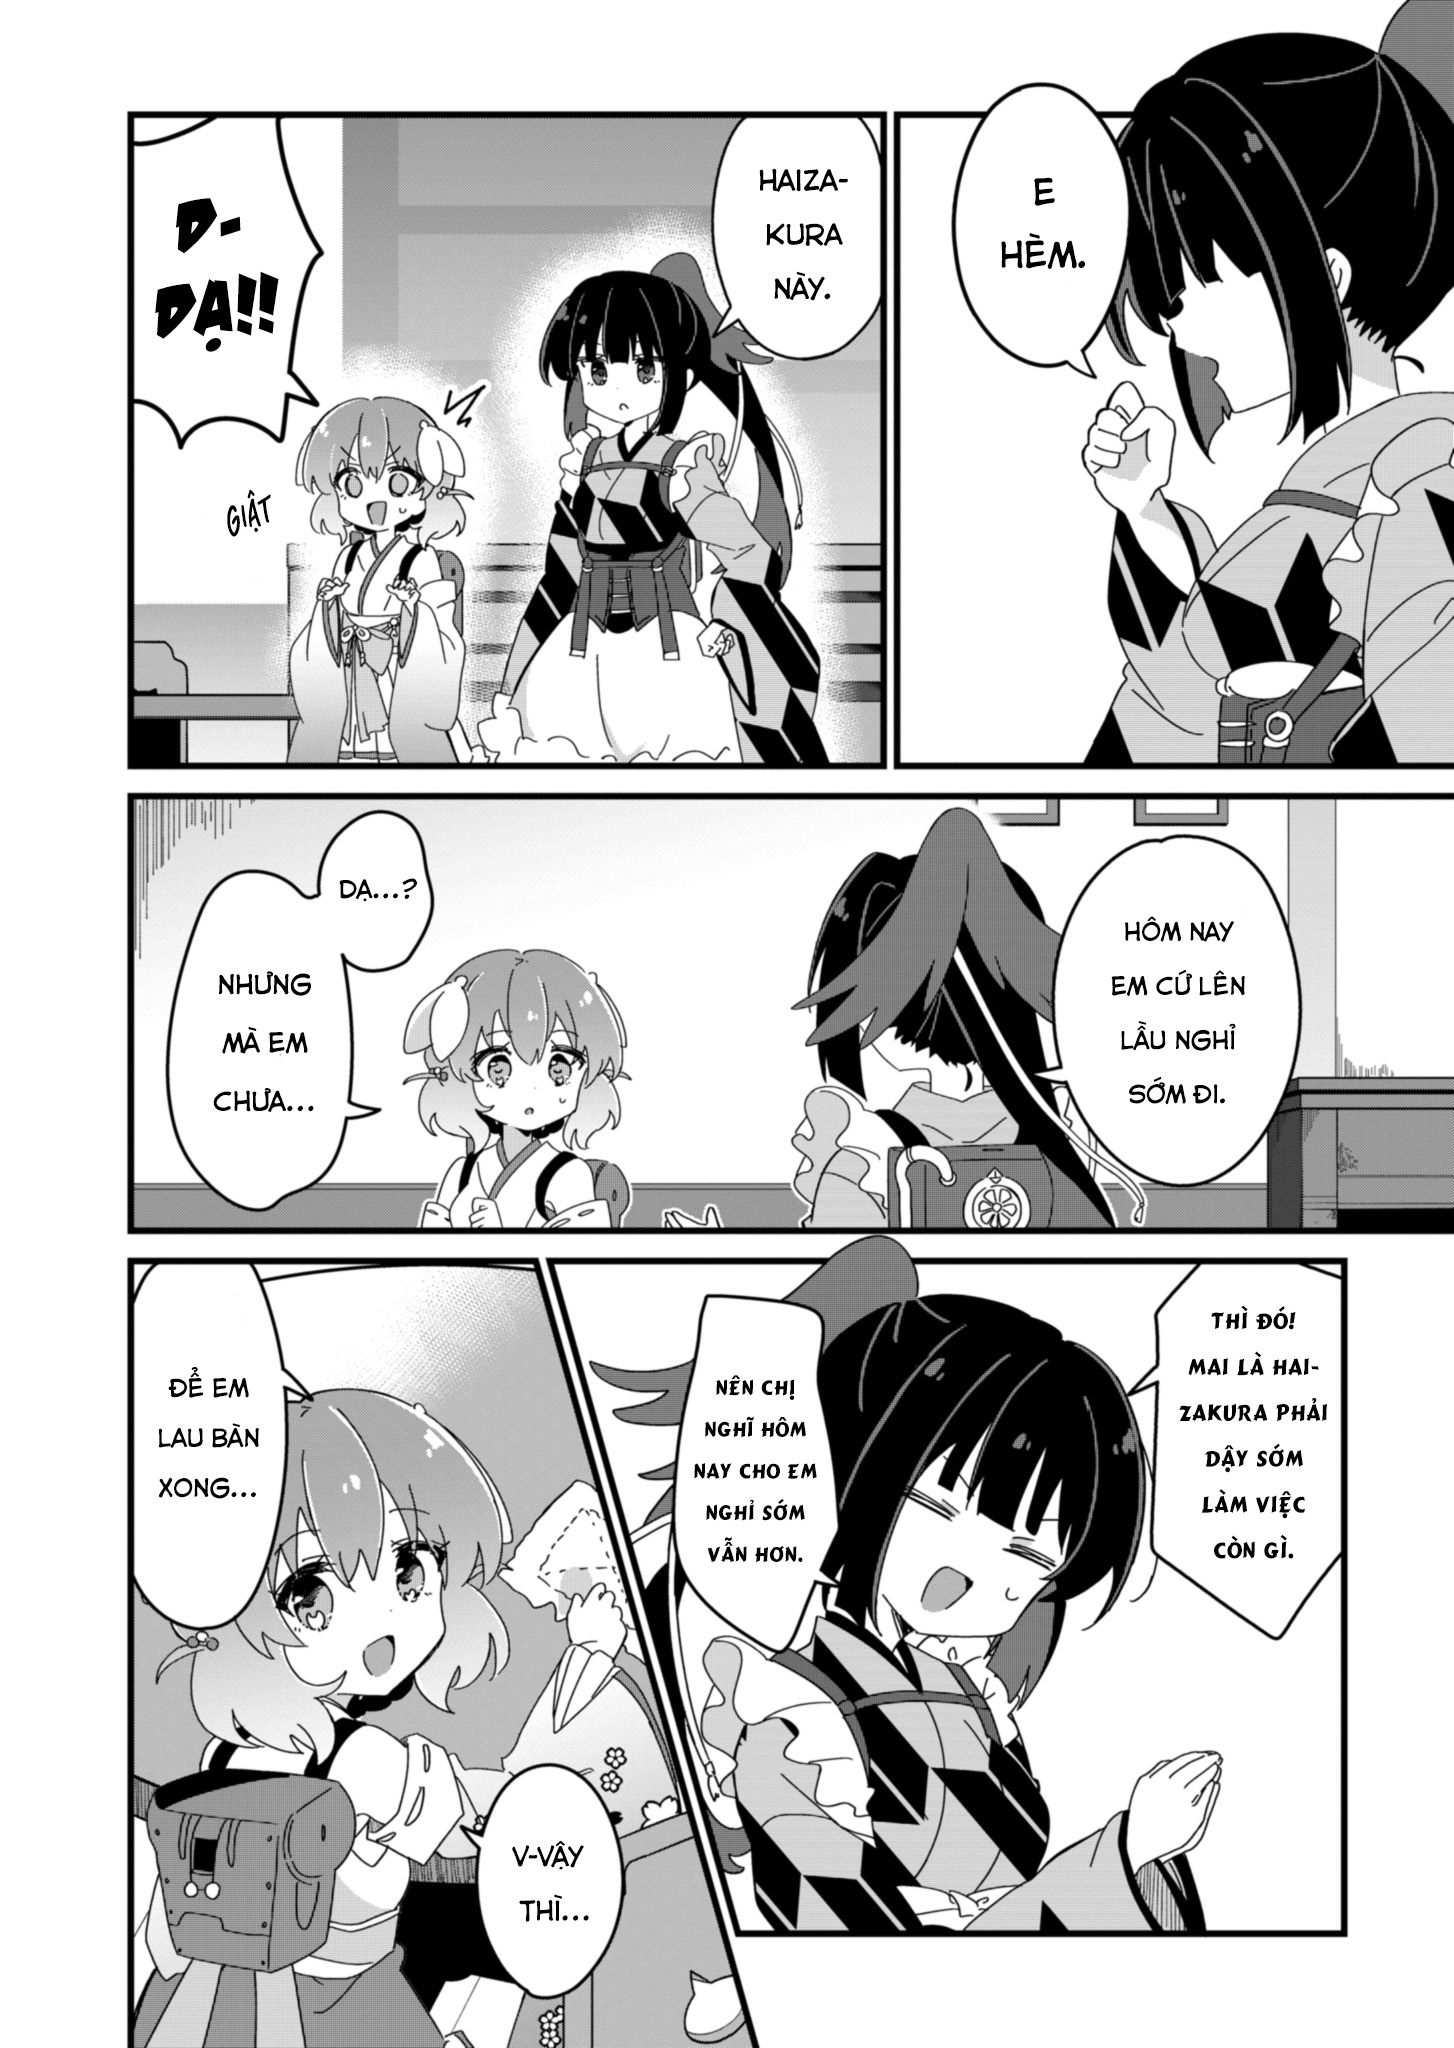 E
HÈM.
HAIZA-
KURA
NÀY.
D-
DẠ!!
GIẬT
HÔM NAY
EM CỨ LÊN
LẦU NGHỈ
SỚM ĐI.
DẠ...?
NHƯNG
MÀ EM
CHƯA...
THÌ ĐÓ!
MAI LÀ HAI-
ZAKURA PHẢI
DẬY SỚM
LÀM VIỆC
CÒN GÌ.
NÊN CHỊ
NGHĨ HÔM
NAY CHO EM
NGHỈ SỚM
VẪN HƠN.
ĐỂ EM
LAU BÀN
XONG...
V-VẬY
THÌ...